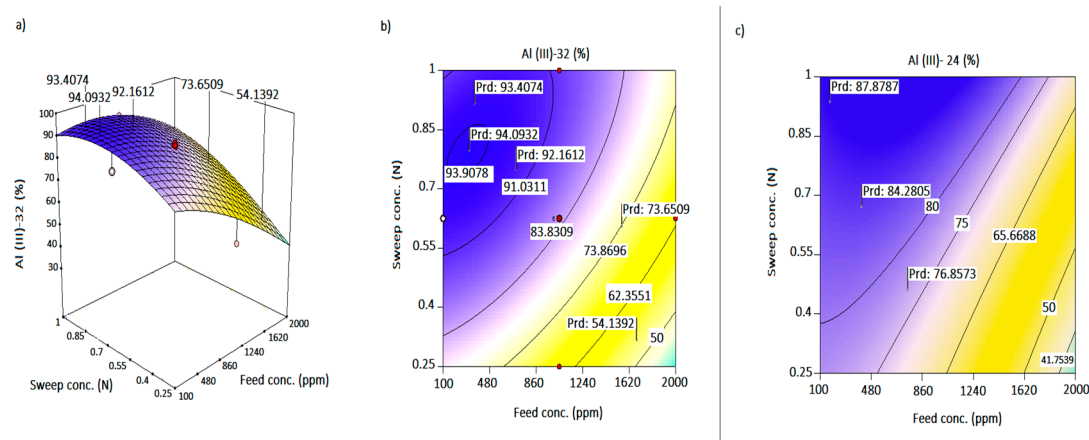 a)
93.4074
94.0932
92.1612
73.6509
54.1392
100
90
80
70
60
50
40
30
Al (III)-32 (%)
1
0.85
0.7
0.55
0.4
0.25
Sweep conc. (N)
100
480
860
1240
1620
2000
Feed conc. (ppm)
b)
Al (III)-32 (%)
1
0.85
0.7
0.55
0.4
0.25
Sweep conc. (N)
Prd: 93.4074
Prd: 94.0932
93.9078
Prd: 92.1612
91.0311
83.8309
Prd: 73.6509
73.8696
62.3551
Prd: 54.1392
50
100 480 860 1240 1620 2000
Feed conc. (ppm)
c)
Al (III)- 24 (%)
1
0.85
0.7
0.55
0.4
0.25
Sweep conc. (N)
Prd: 87.8787
Prd: 84.2805
80
75
65.6688
Prd: 76.8573
50
41.7539
100 480 860 1240 1620 2000
Feed conc. (ppm)